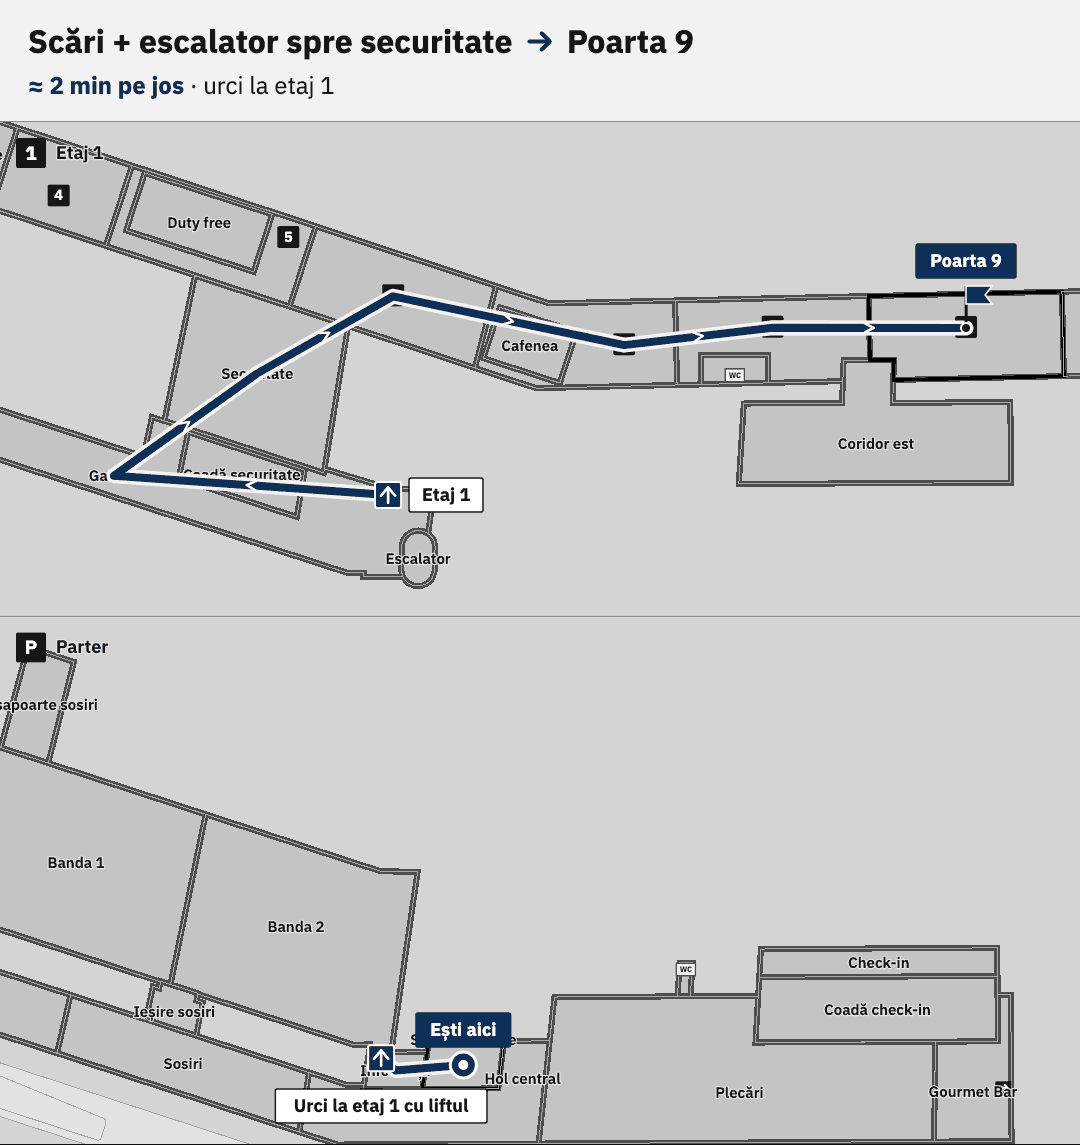 Scări + escalator spre securitate → Poarta 9
≈ 2 min pe jos · urci la etaj 1
1 Etaj 1
4
Duty free
5
Poarta 9
Cafenea
WC
Coridor est
Coadă securitate
Etaj 1
Escalator
P Parter
Banda 1
Banda 2
WC
Check-in
Coadă check-in
Ieșire sosiri
Ești aici
Sosiri
Hol central
Urci la etaj 1 cu liftul
Plecări
Gourmet Bar